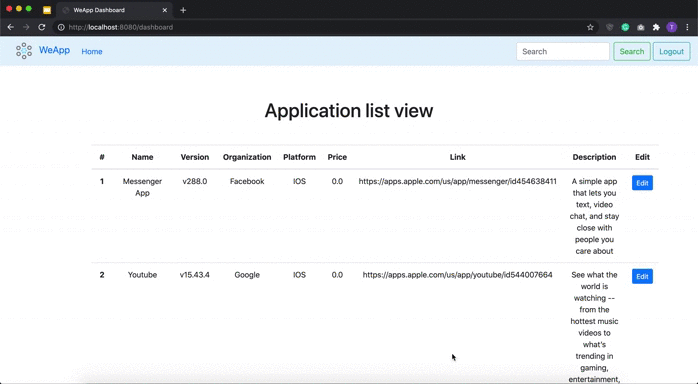 WeApp Dashboard
http://localhost:8080/dashboard
T
WeApp Home Search Search Logout
Application list view
# Name Version Organization Platform Price Link Description Edit
1 Messenger App v288.0 Facebook IOS 0.0 https://apps.apple.com/us/app/messenger/id454638411 A simple app that lets you text, video chat, and stay close with people you care about Edit
2 Youtube v15.43.4 Google IOS 0.0 https://apps.apple.com/us/app/youtube/id544007664 See what the world is watching -- from the hottest music videos to what's trending in gaming, entertainment, Edit